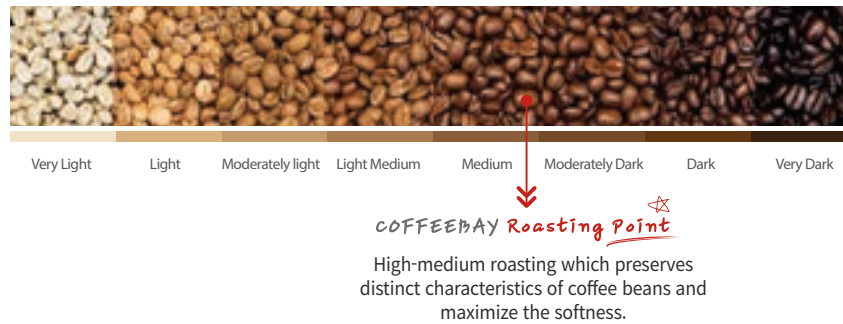 Very Light Light Moderately light Light Medium Medium Moderately Dark Dark Very Dark
COFFEEBAY Roasting Point
High-medium roasting which preserves
distinct characteristics of coffee beans and
maximize the softness.